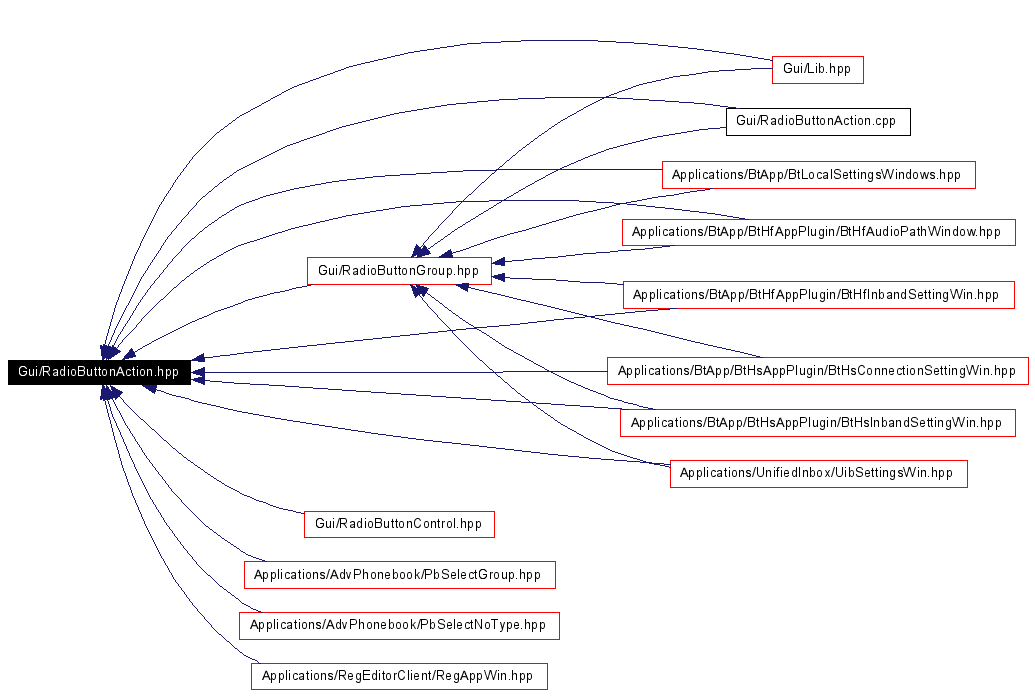 Gui/Lib.hpp
Gui/RadioButtonAction.cpp
Applications/BtApp/BtLocalSettingsWindows.hpp
Applications/BtApp/BtHfAppPlugin/BtHfAudioPathWindow.hpp
Gui/RadioButtonGroup.hpp
Applications/BtApp/BtHfAppPlugin/BtHfInbandSettingWin.hpp
Gui/RadioButtonAction.hpp
Applications/BtApp/BtHsAppPlugin/BtHsConnectionSettingWin.hpp
Applications/BtApp/BtHsAppPlugin/BtHsInbandSettingWin.hpp
Applications/UnifiedInbox/UibSettingsWin.hpp
Gui/RadioButtonControl.hpp
Applications/AdvPhonebook/PbSelectGroup.hpp
Applications/AdvPhonebook/PbSelectNoType.hpp
Applications/RegEditorClient/RegAppWin.hpp